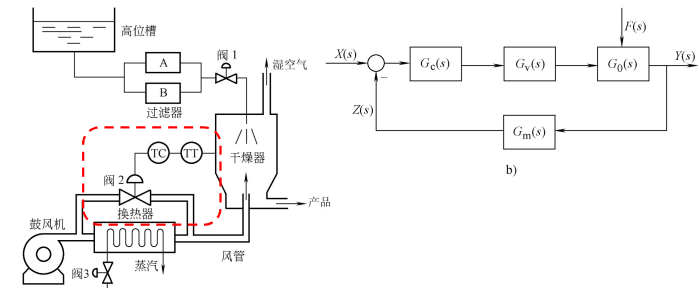 高位槽
A
B
过滤器
阀1
湿空气
TC
TT
干燥器
阀2
换热器
产品
鼓风机
风管
蒸汽
阀3
F(s)
X(s)
Y(s)
Gc(s)
Gv(s)
G0(s)
−
Z(s)
Gm(s)
b)